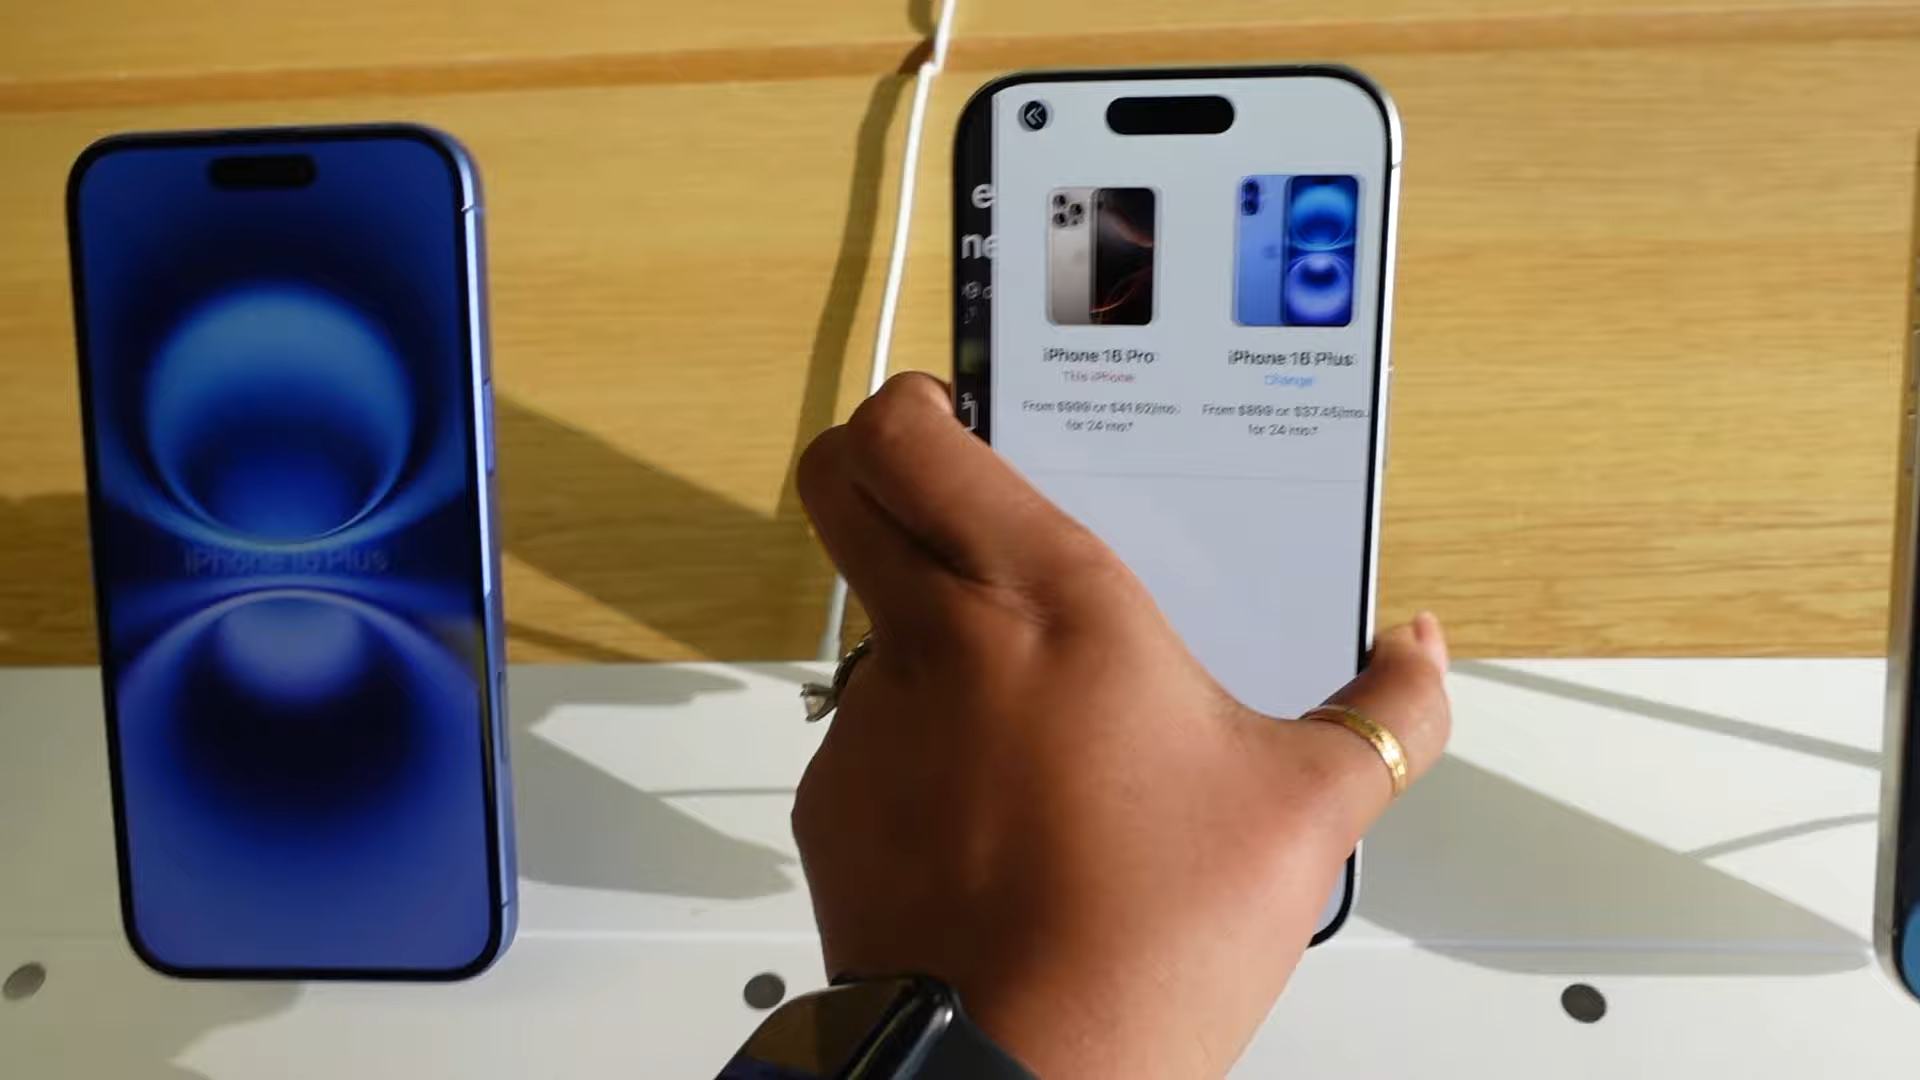 iPhone 16 Plus
e
ne
iPhone 16 Pro
This iPhone
From $999 or $41.62/mo.
for 24 mo.*
iPhone 16 Plus
Change
From $899 or $37.45/mo.
for 24 mo.*